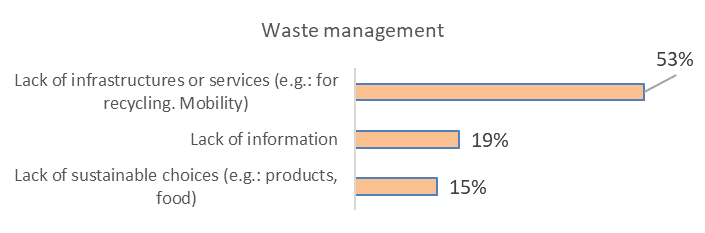 Waste management
53%
Lack of infrastructures or services (e.g.: for
recycling. Mobility)
Lack of information
19%
Lack of sustainable choices (e.g.: products,
food)
15%